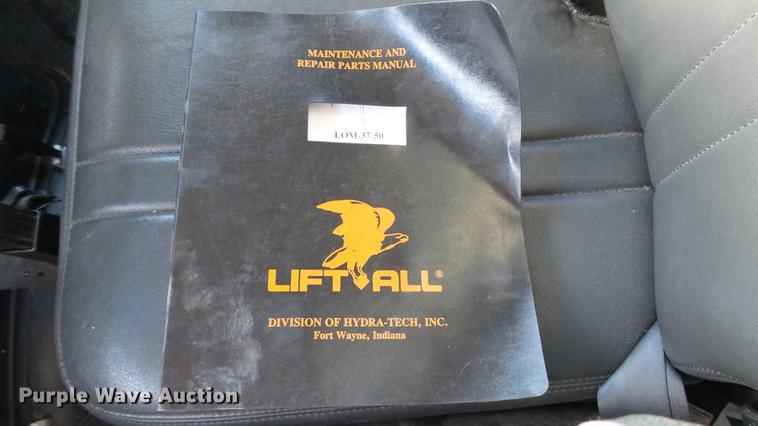 MAINTENANCE AND
REPAIR PARTS MANUAL
LOM-37/50
LIFT ALL®
DIVISION OF HYDRA-TECH, INC.
Fort Wayne, Indiana
Purple Wave Auction